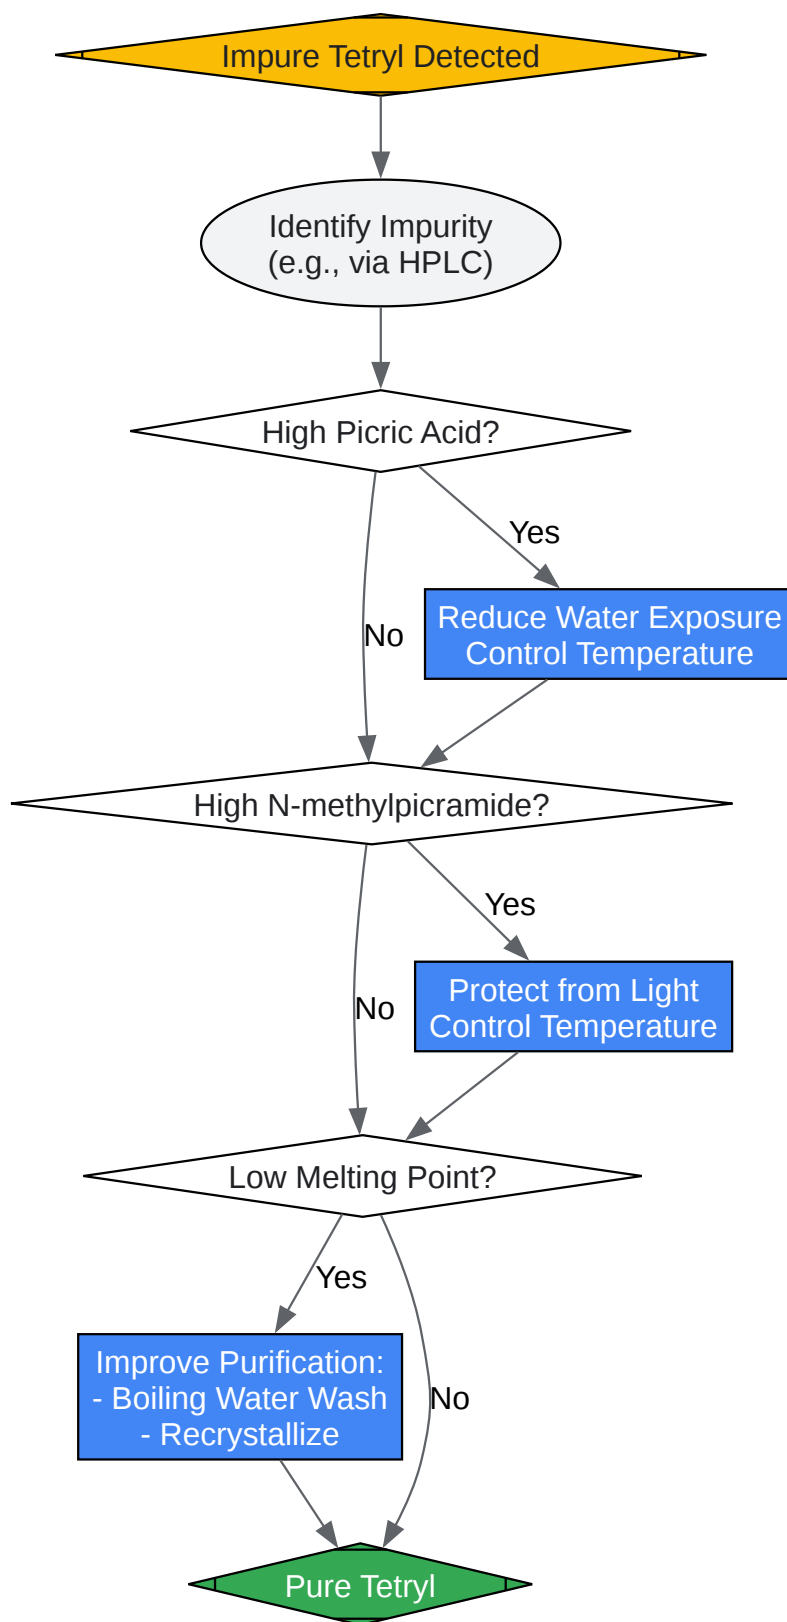 Impure Tetryl Detected
Identify Impurity
(e.g., via HPLC)
High Picric Acid?
Yes
No
Reduce Water Exposure
Control Temperature
High N-methylpicramide?
Yes
No
Protect from Light
Control Temperature
Low Melting Point?
Yes
No
Improve Purification:
- Boiling Water Wash
- Recrystallize
Pure Tetryl